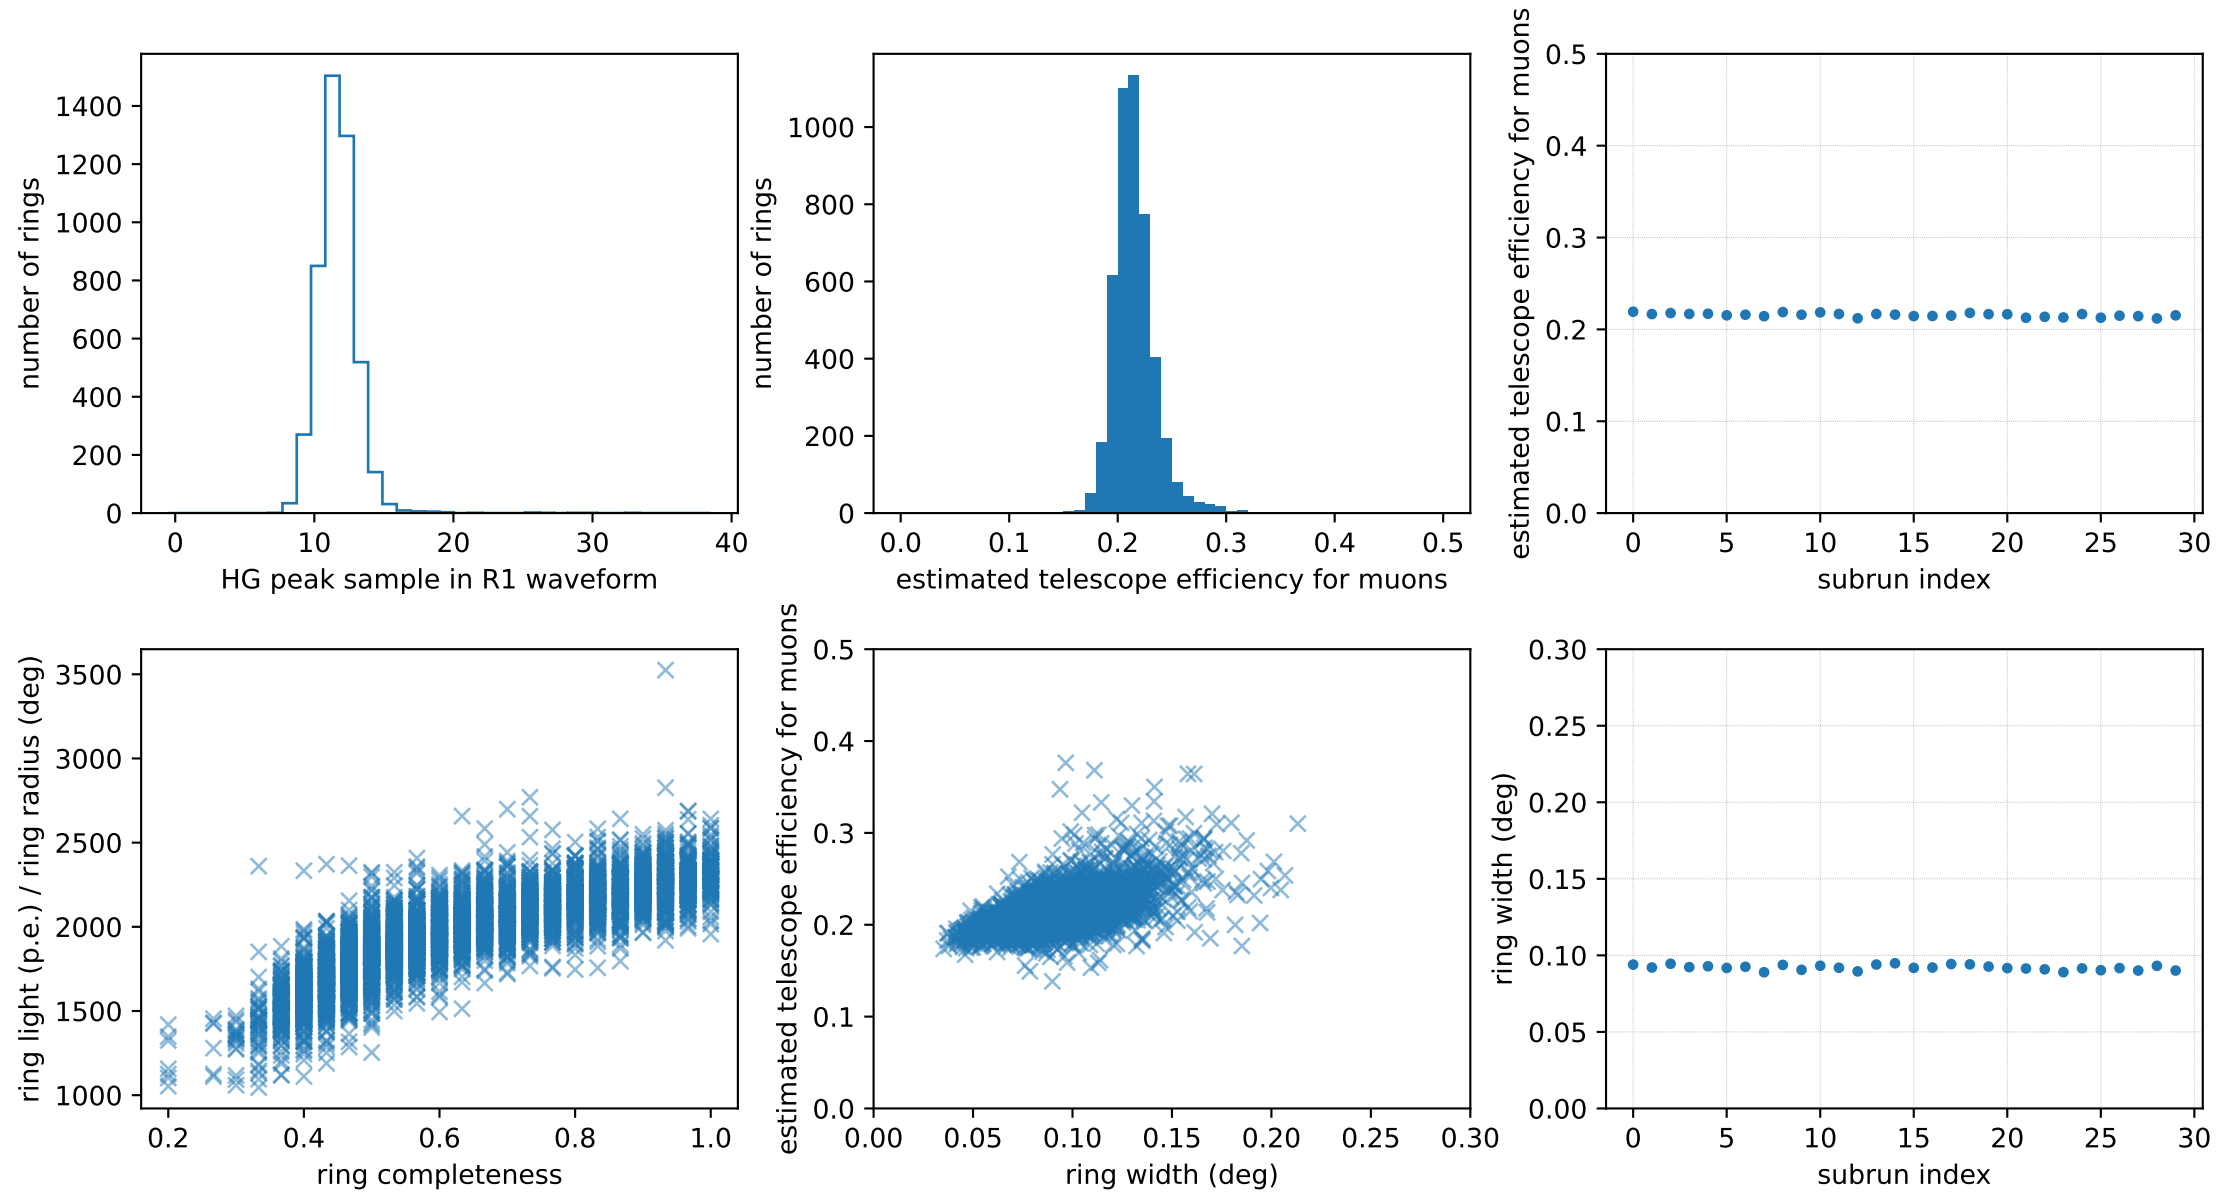 1400
1200
1000
800
600
400
200
0
number of rings
0 10 20 30 40
HG peak sample in R1 waveform
1000
800
600
400
200
0
number of rings
0.0 0.1 0.2 0.3 0.4 0.5
estimated telescope efficiency for muons
0.5
0.4
0.3
0.2
0.1
0.0
estimated telescope efficiency for muons
0 5 10 15 20 25 30
subrun index
3500
3000
2500
2000
1500
1000
ring light (p.e.) / ring radius (deg)
0.2 0.4 0.6 0.8 1.0
ring completeness
0.5
0.4
0.3
0.2
0.1
0.0
estimated telescope efficiency for muons
0.00 0.05 0.10 0.15 0.20 0.25 0.30
ring width (deg)
0.30
0.25
0.20
0.15
0.10
0.05
0.00
ring width (deg)
0 5 10 15 20 25 30
subrun index